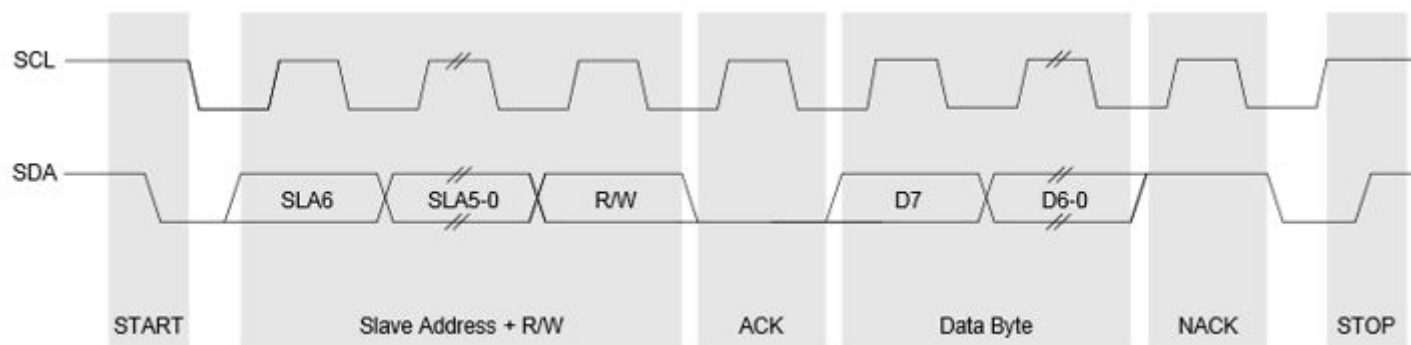 SCL
SDA
SLA6 SLA5-0 R/W D7 D6-0
START Slave Address + R/W ACK Data Byte NACK STOP